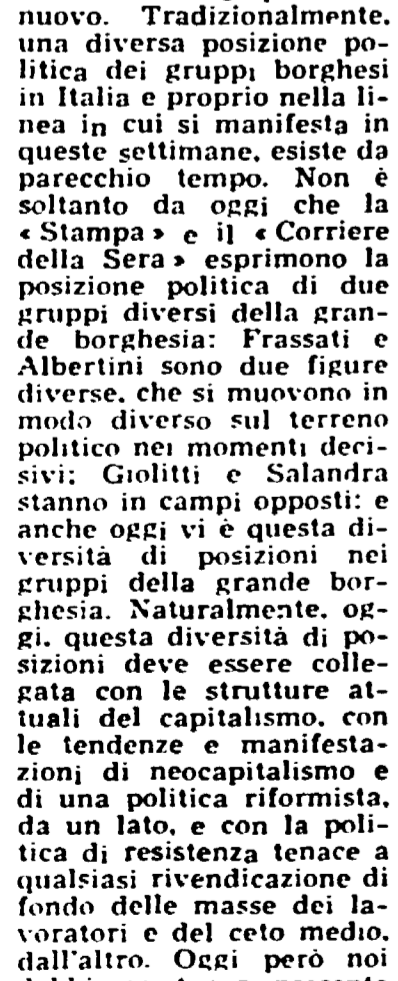 nuovo. Tradizionalmente,
una diversa posizione po-
litica dei gruppi borghesi
in Italia e proprio nella li-
nea in cui si manifesta in
queste settimane, esiste da
parecchio tempo. Non è
soltanto da oggi che la
« Stampa » e il « Corriere
della Sera » esprimono la
posizione politica di due
gruppi diversi della gran-
de borghesia: Frassati e
Albertini sono due figure
diverse, che si muovono in
modo diverso sul terreno
politico nei momenti deci-
sivi; Giolitti e Salandra
stanno in campi opposti: e
anche oggi vi è questa di-
versità di posizioni nei
gruppi della grande bor-
ghesia. Naturalmente, og-
gi, questa diversità di po-
sizioni deve essere colle-
gata con le strutture at-
tuali del capitalismo, con
le tendenze e manifesta-
zioni di neocapitalismo e
di una politica riformista,
da un lato, e con la poli-
tica di resistenza tenace a
qualsiasi rivendicazione di
fondo delle masse dei la-
voratori e del ceto medio,
dall'altro. Oggi però noi